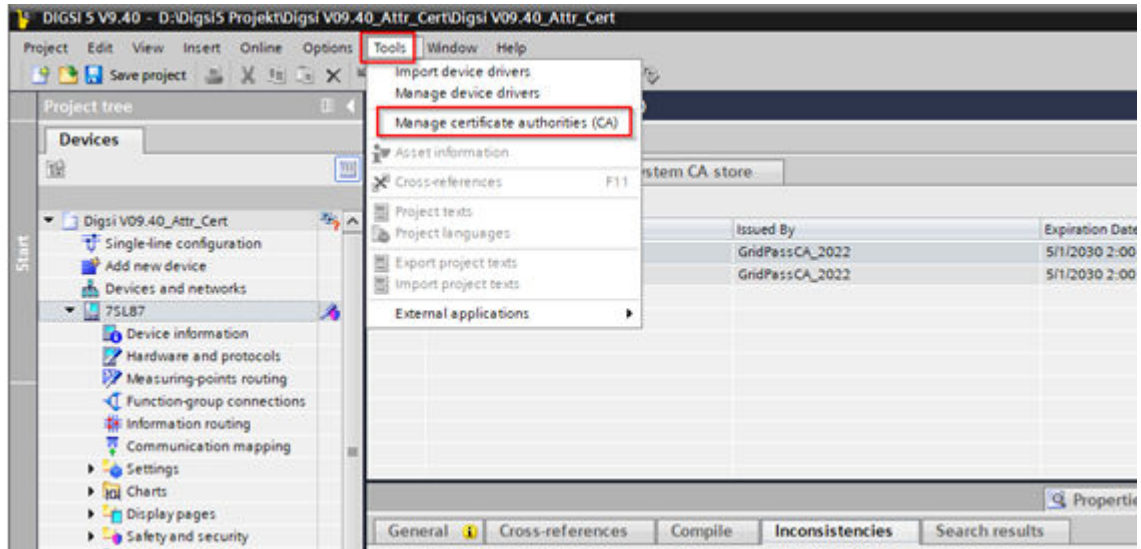 DIGSI 5 V9.40 - D:\Digsi5 Projekt\Digsi V09.40_Attr_Cert\Digsi V09.40_Attr_Cert
Project Edit View Insert Online Options Tools Window Help
Save project
Import device drivers
Manage device drivers
Manage certificate authorities (CA)
Asset information
Cross-references F11
Project texts
Project languages
Export project texts
Import project texts
External applications
Project tree
Devices
Start
Digsi V09.40_Attr_Cert
Single-line configuration
Add new device
Devices and networks
7SL87
Device information
Hardware and protocols
Measuring-points routing
Function-group connections
Information routing
Communication mapping
Settings
Charts
Display pages
Safety and security
stem CA store
Issued By Expiration Date
GridPassCA_2022 5/1/2030 2:00
GridPassCA_2022 5/1/2030 2:00
Propertie
General Cross-references Compile Inconsistencies Search results